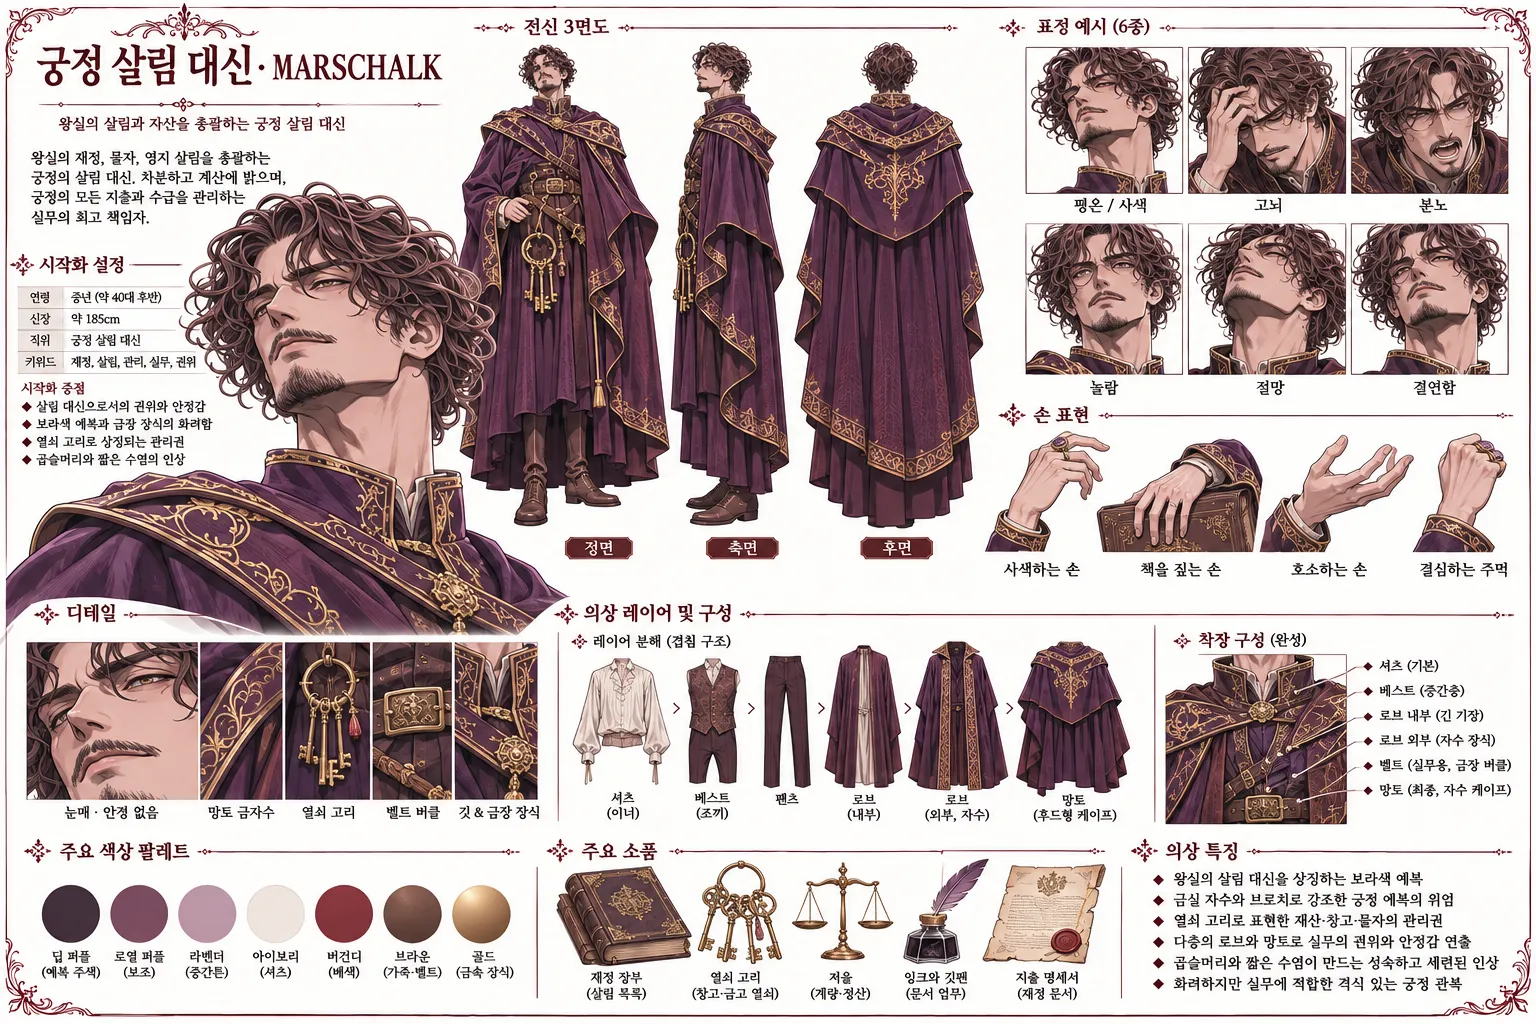 궁정 살림 대신 · MARSCHALK
왕실의 살림과 자산을 총괄하는 궁정 살림 대신
왕실의 재정, 물자, 영지 살림을 총괄하는
궁정의 살림 대신. 차분하고 계산에 밝으며,
궁정의 모든 지출과 수급을 관리하는
실무의 최고 책임자.
시작화 설정
연령 중년 (약 40대 후반)
신장 약 185cm
직위 궁정 살림 대신
키워드 재정, 살림, 관리, 실무, 권위
시작화 중점
◆ 살림 대신으로서의 권위와 안정감
◆ 보라색 예복과 금장 장식의 화려함
◆ 열쇠 고리로 상징되는 관리권
◆ 곱슬머리와 짧은 수염의 인상
전신 3면도
정면
측면
후면
표정 예시 (6종)
평온 / 사색
고뇌
분노
놀람
절망
결연함
손 표현
사색하는 손
책을 짚는 손
호소하는 손
결심하는 주먹
디테일
눈매 · 안경 없음
망토 금자수
열쇠 고리
벨트 버클
깃 & 금장 장식
의상 레이어 및 구성
레이어 분해 (겹침 구조)
셔츠
(이너)
베스트
(조끼)
팬츠
로브
(내부)
로브
(외부, 자수)
망토
(후드형 케이프)
착장 구성 (완성)
◆ 셔츠 (기본)
◆ 베스트 (중간층)
◆ 로브 내부 (긴 기장)
◆ 로브 외부 (자수 장식)
◆ 벨트 (실무용, 금장 버클)
◆ 망토 (최종, 자수 케이프)
주요 색상 팔레트
딥 퍼플
(예복 주색)
로열 퍼플
(보조)
라벤더
(중간톤)
아이보리
(셔츠)
버건디
(배색)
브라운
(가죽·벨트)
골드
(금속 장식)
주요 소품
재정 장부
(살림 목록)
열쇠 고리
(창고·금고 열쇠)
저울
(계량·정산)
잉크와 깃펜
(문서 업무)
지출 명세서
(재정 문서)
의상 특징
◆ 왕실의 살림 대신을 상징하는 보라색 예복
◆ 금실 자수와 브로치로 강조한 궁정 예복의 위엄
◆ 열쇠 고리로 표현한 재산·창고·물자의 관리권
◆ 다층의 로브와 망토로 실무의 권위와 안정감 연출
◆ 곱슬머리와 짧은 수염이 만드는 성숙하고 세련된 인상
◆ 화려하지만 실무에 적합한 격식 있는 궁정 관복